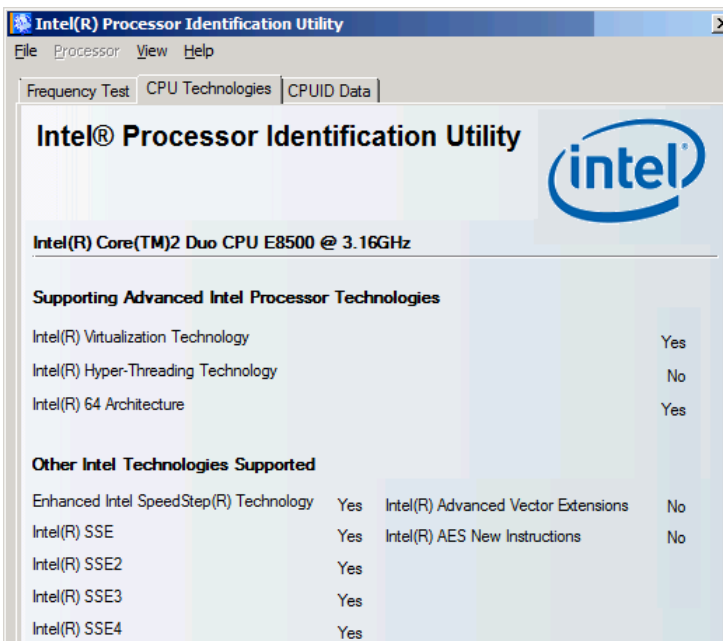 Intel(R) Processor Identification Utility
File Processor View Help
Frequency Test CPU Technologies CPUID Data
Intel® Processor Identification Utility
intel
Intel(R) Core(TM)2 Duo CPU E8500 @ 3.16GHz
Supporting Advanced Intel Processor Technologies
Intel(R) Virtualization Technology Yes
Intel(R) Hyper-Threading Technology No
Intel(R) 64 Architecture Yes
Other Intel Technologies Supported
Enhanced Intel SpeedStep(R) Technology Yes Intel(R) Advanced Vector Extensions No
Intel(R) SSE Yes Intel(R) AES New Instructions No
Intel(R) SSE2 Yes
Intel(R) SSE3 Yes
Intel(R) SSE4 Yes